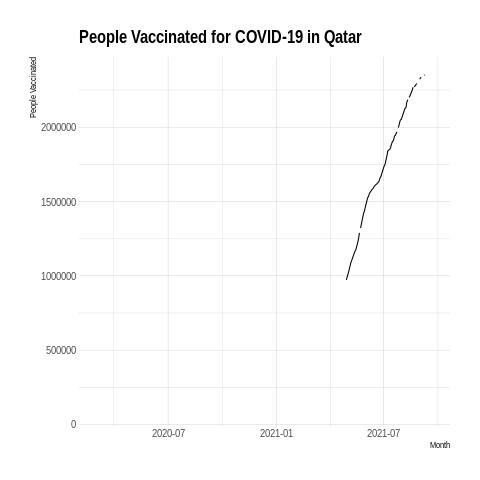 People Vaccinated for COVID-19 in Qatar
People Vaccinated
2000000
1500000
1000000
500000
0
2020-07 2021-01 2021-07
Month